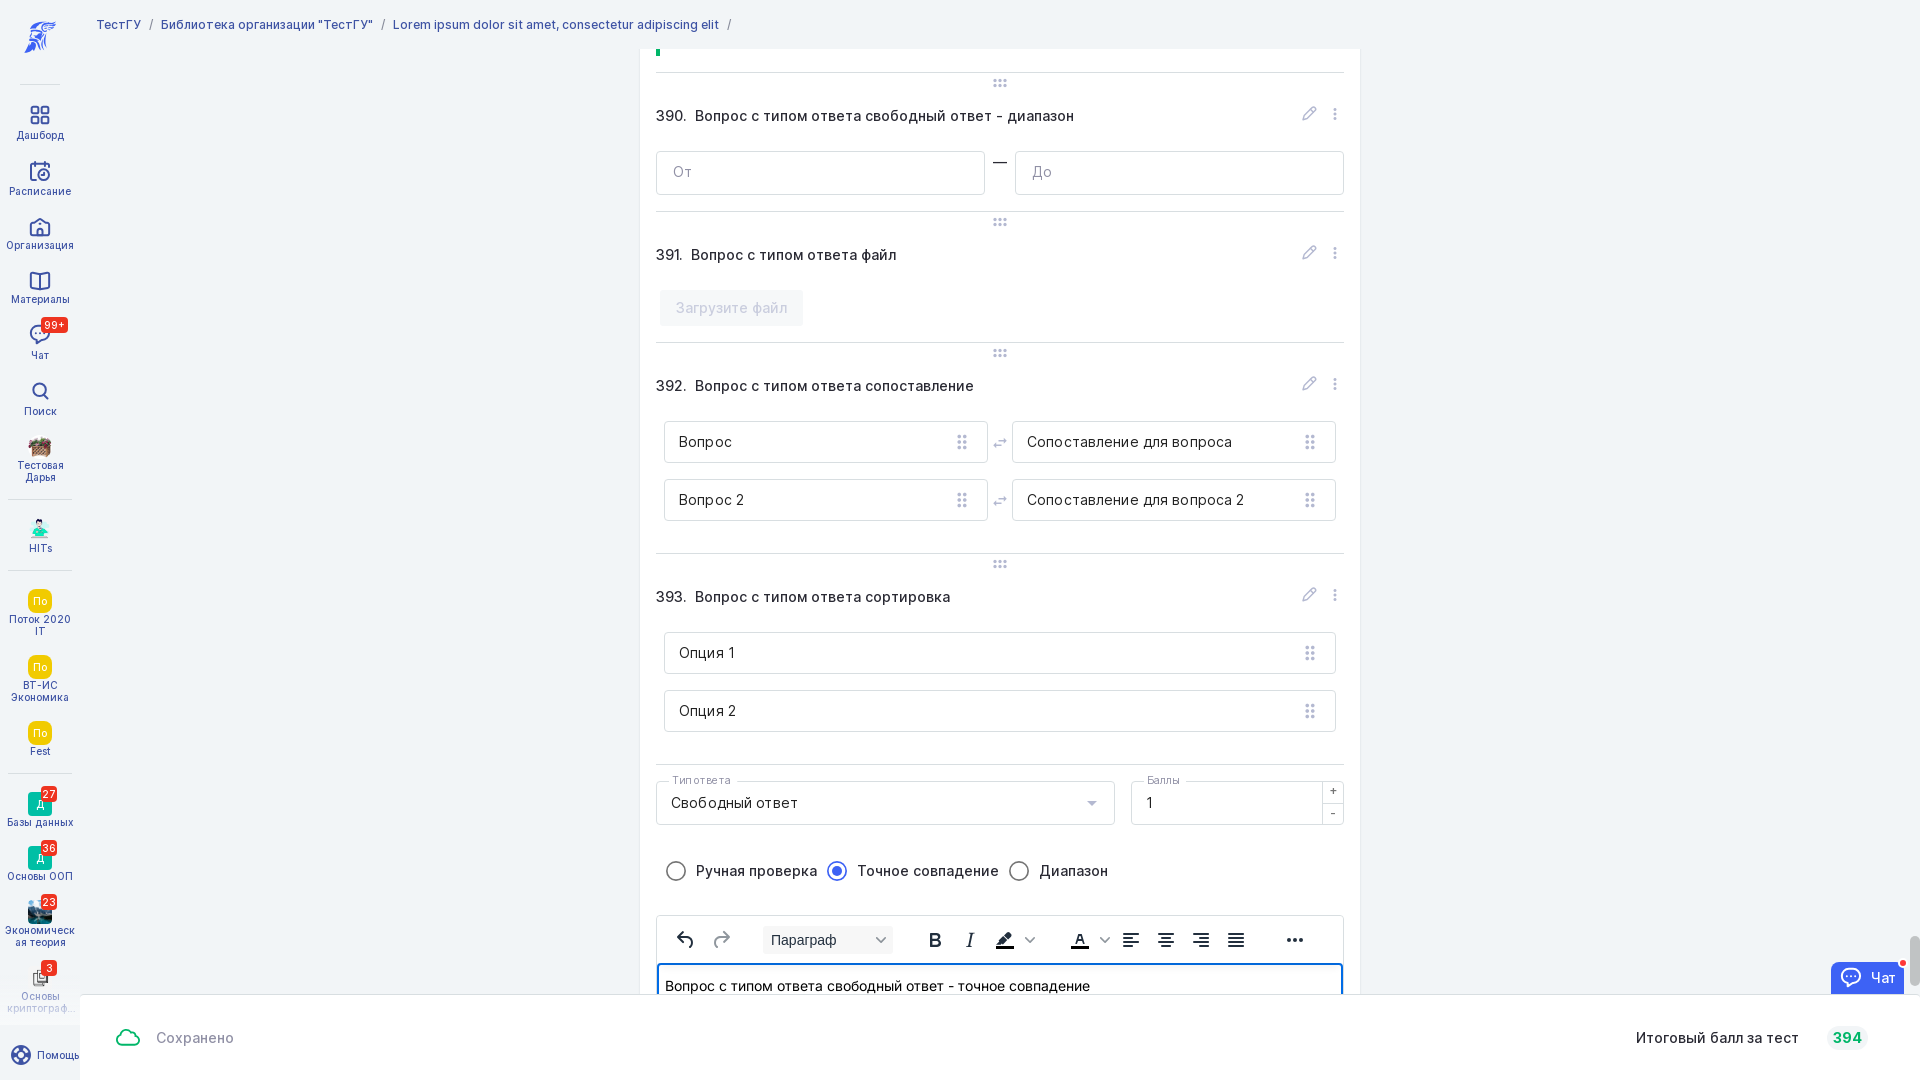 ТестГУ / Библиотека организации "ТестГУ" / Lorem ipsum dolor sit amet, consectetur adipiscing elit /
Дашборд
Расписание
Организация
Материалы
99+
Чат
Поиск
Тестовая
Дарья
HITs
По
Поток 2020
IT
По
ВТ-ИС
Экономика
По
Fest
27
Д
Базы данных
36
Д
Основы ООП
23
Экономическ
ая теория
3
Основы
криптограф...
Помощь
390. Вопрос с типом ответа свободный ответ - диапазон
От — До
391. Вопрос с типом ответа файл
Загрузите файл
392. Вопрос с типом ответа сопоставление
Вопрос Сопоставление для вопроса
Вопрос 2 Сопоставление для вопроса 2
393. Вопрос с типом ответа сортировка
Опция 1
Опция 2
Тип ответа Баллы
Свободный ответ 1 + -
Ручная проверка Точное совпадение Диапазон
Параграф B I A
Вопрос с типом ответа свободный ответ - точное совпадение
Чат
Сохранено Итоговый балл за тест 394